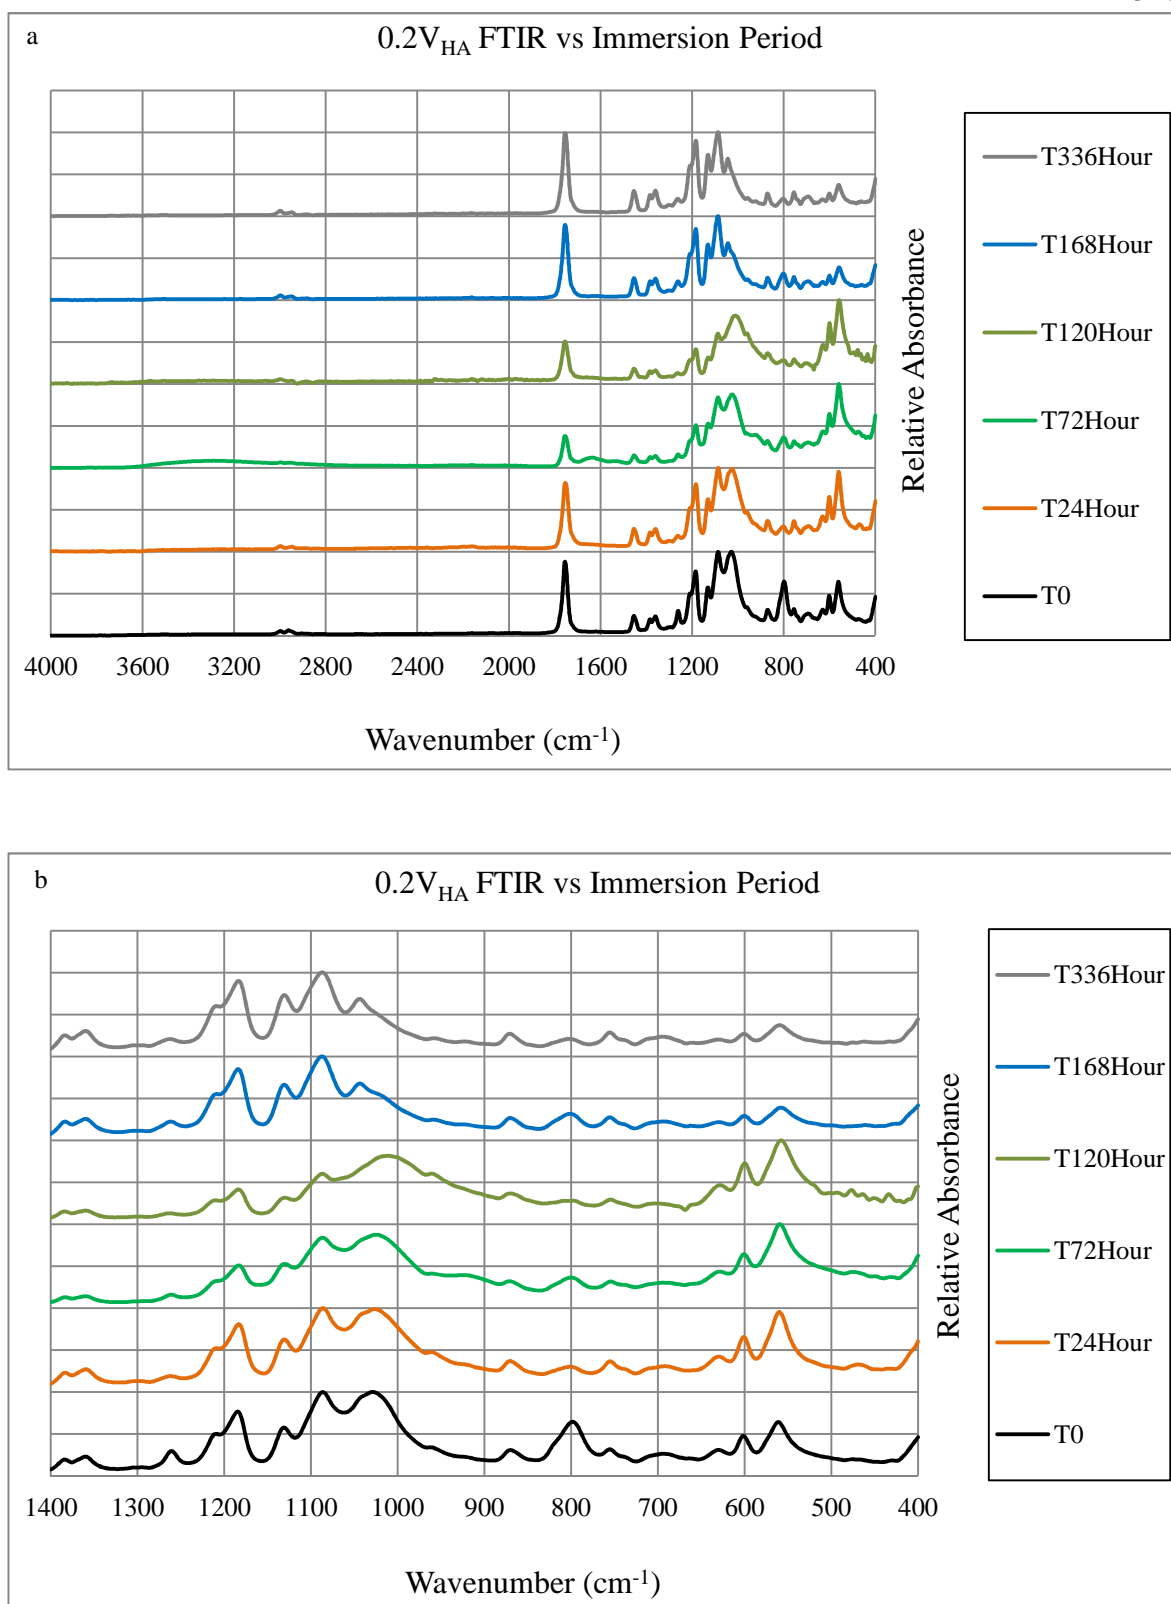 a
0.2V_HA FTIR vs Immersion Period
T336Hour
T168Hour
T120Hour
T72Hour
T24Hour
T0
Relative Absorbance
4000 3600 3200 2800 2400 2000 1600 1200 800 400
Wavenumber (cm⁻¹)
b
0.2V_HA FTIR vs Immersion Period
T336Hour
T168Hour
T120Hour
T72Hour
T24Hour
T0
Relative Absorbance
1400 1300 1200 1100 1000 900 800 700 600 500 400
Wavenumber (cm⁻¹)